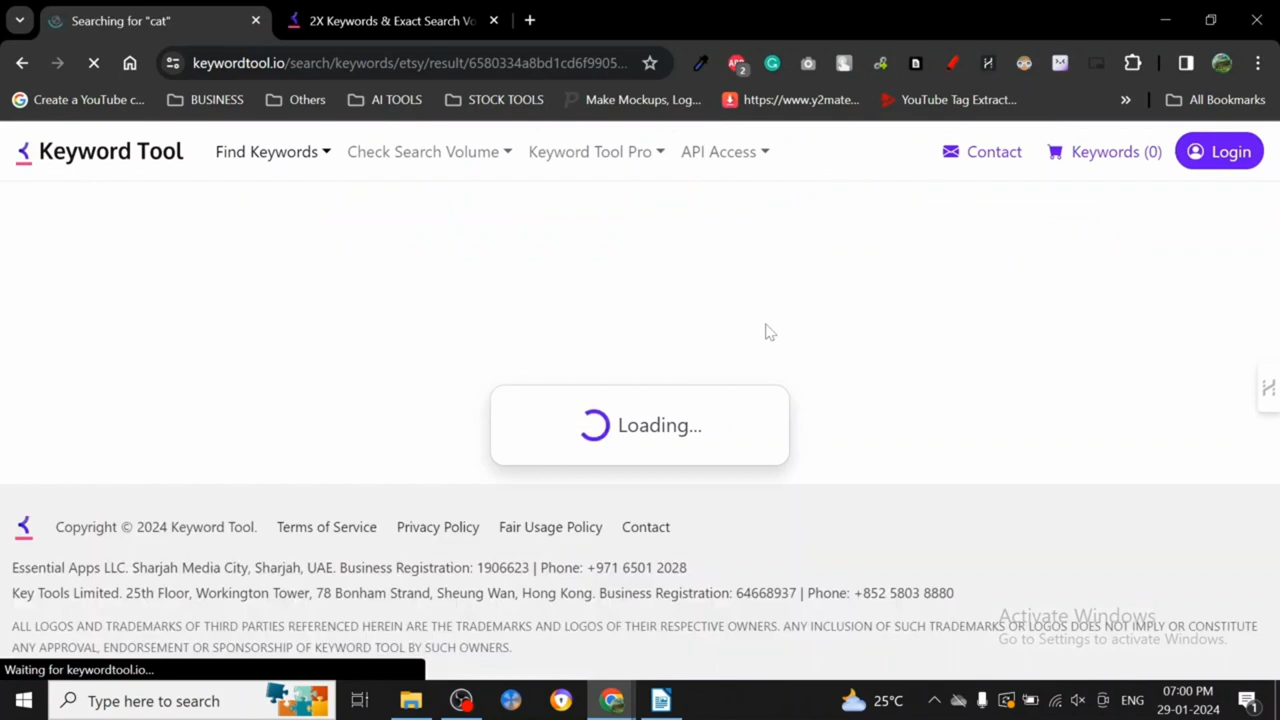 Searching for "cat"
2X Keywords & Exact Search Vo
keywordtool.io/search/keywords/etsy/result/6580334a8bd1cd6f9905...
2
Create a YouTube c...
BUSINESS
Others
AI TOOLS
STOCK TOOLS
Make Mockups, Log...
https://www.y2mate...
YouTube Tag Extract...
»
All Bookmarks
Keyword Tool
Find Keywords
Check Search Volume
Keyword Tool Pro
API Access
Contact
Keywords (0)
Login
Loading...
Copyright © 2024 Keyword Tool.
Terms of Service
Privacy Policy
Fair Usage Policy
Contact
Essential Apps LLC. Sharjah Media City, Sharjah, UAE. Business Registration: 1906623 | Phone: +971 6501 2028
Key Tools Limited. 25th Floor, Workington Tower, 78 Bonham Strand, Sheung Wan, Hong Kong. Business Registration: 64668937 | Phone: +852 5803 8880
ALL LOGOS AND TRADEMARKS OF THIRD PARTIES REFERENCED HEREIN ARE THE TRADEMARKS AND LOGOS OF THEIR RESPECTIVE OWNERS. ANY INCLUSION OF SUCH TRADEMARKS OR LOGOS DOES NOT IMPLY OR CONSTITUTE
ANY APPROVAL, ENDORSEMENT OR SPONSORSHIP OF KEYWORD TOOL BY SUCH OWNERS.
Activate Windows
Go to Settings to activate Windows.
Waiting for keywordtool.io...
Type here to search
25°C
ENG
07:00 PM
29-01-2024
1